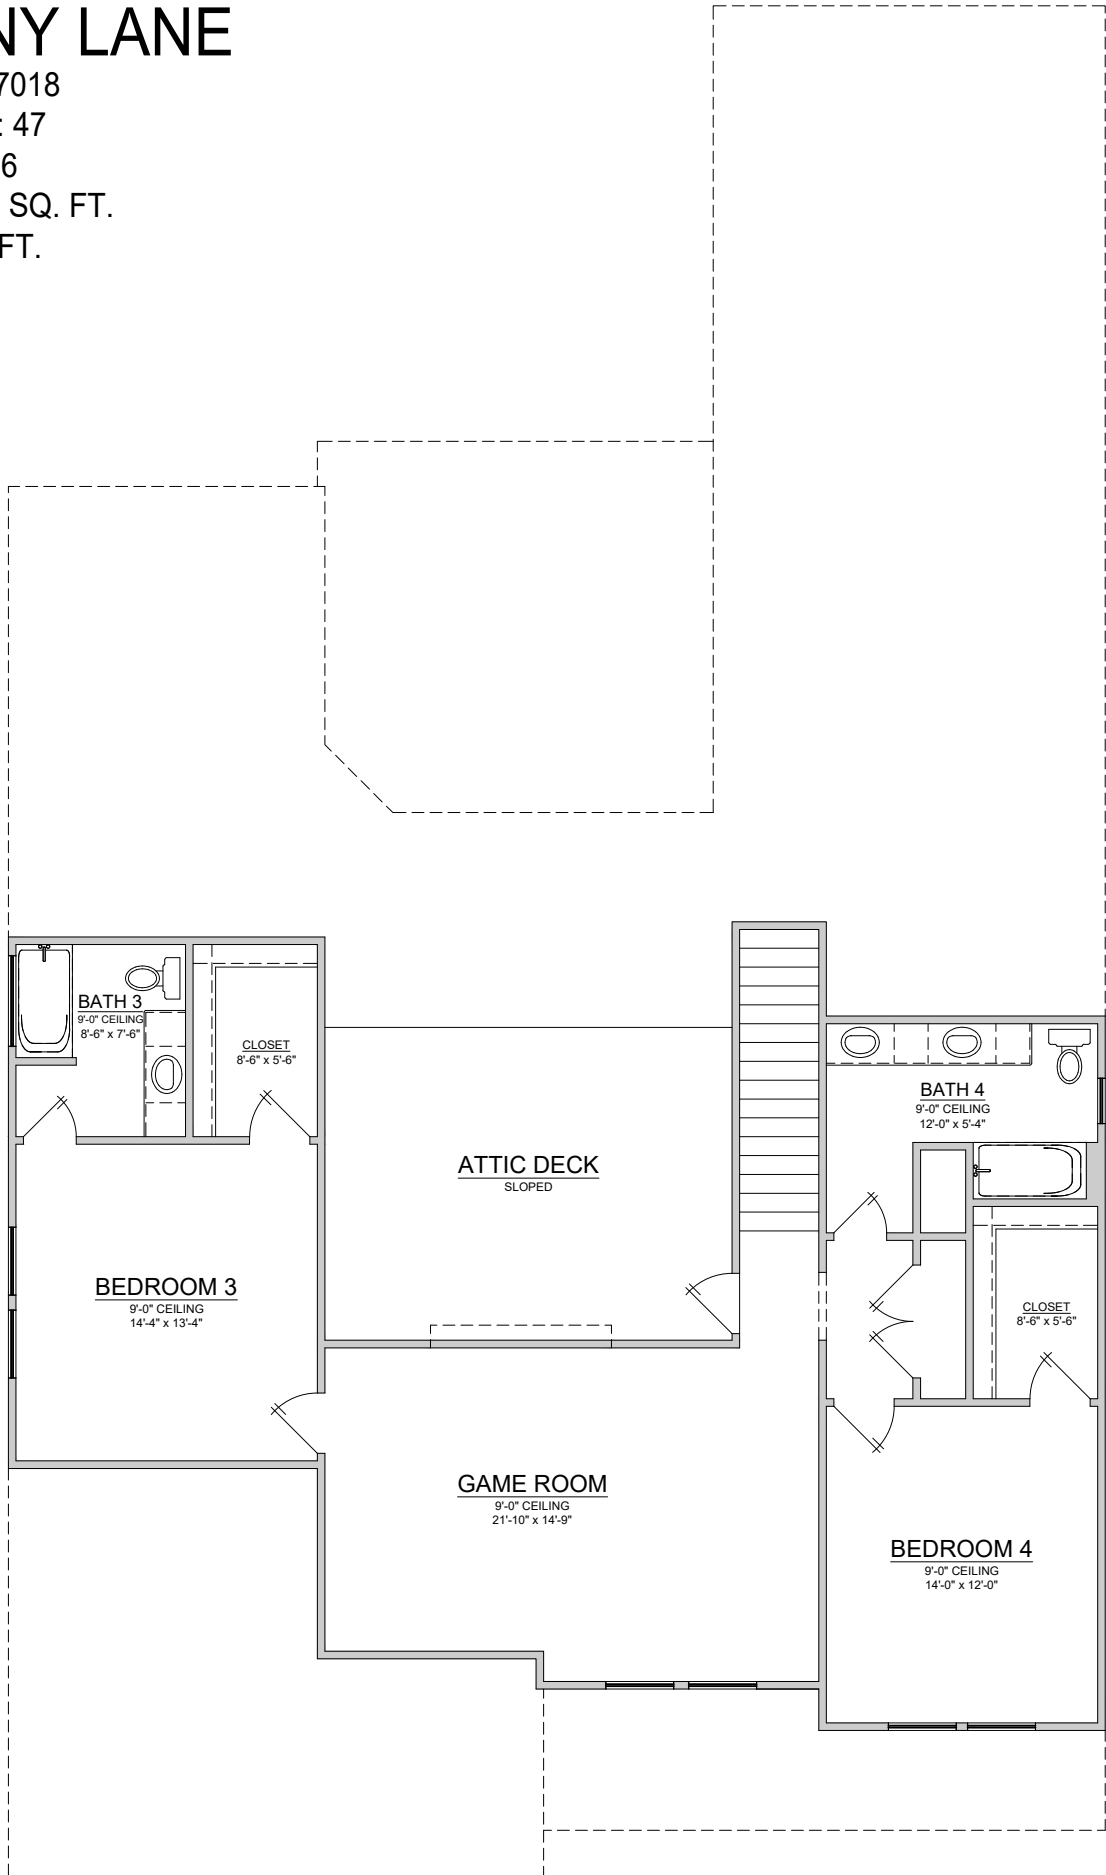 NY LANE
7018
: 47
6
SQ. FT.
FT.
BATH 3
9'-0" CEILING
8'-6" x 7'-6"
CLOSET
8'-6" x 5'-6"
BATH 4
9'-0" CEILING
12'-0" x 5'-4"
ATTIC DECK
SLOPED
BEDROOM 3
9'-0" CEILING
14'-4" x 13'-4"
CLOSET
8'-6" x 5'-6"
GAME ROOM
9'-0" CEILING
21'-10" x 14'-9"
BEDROOM 4
9'-0" CEILING
14'-0" x 12'-0"